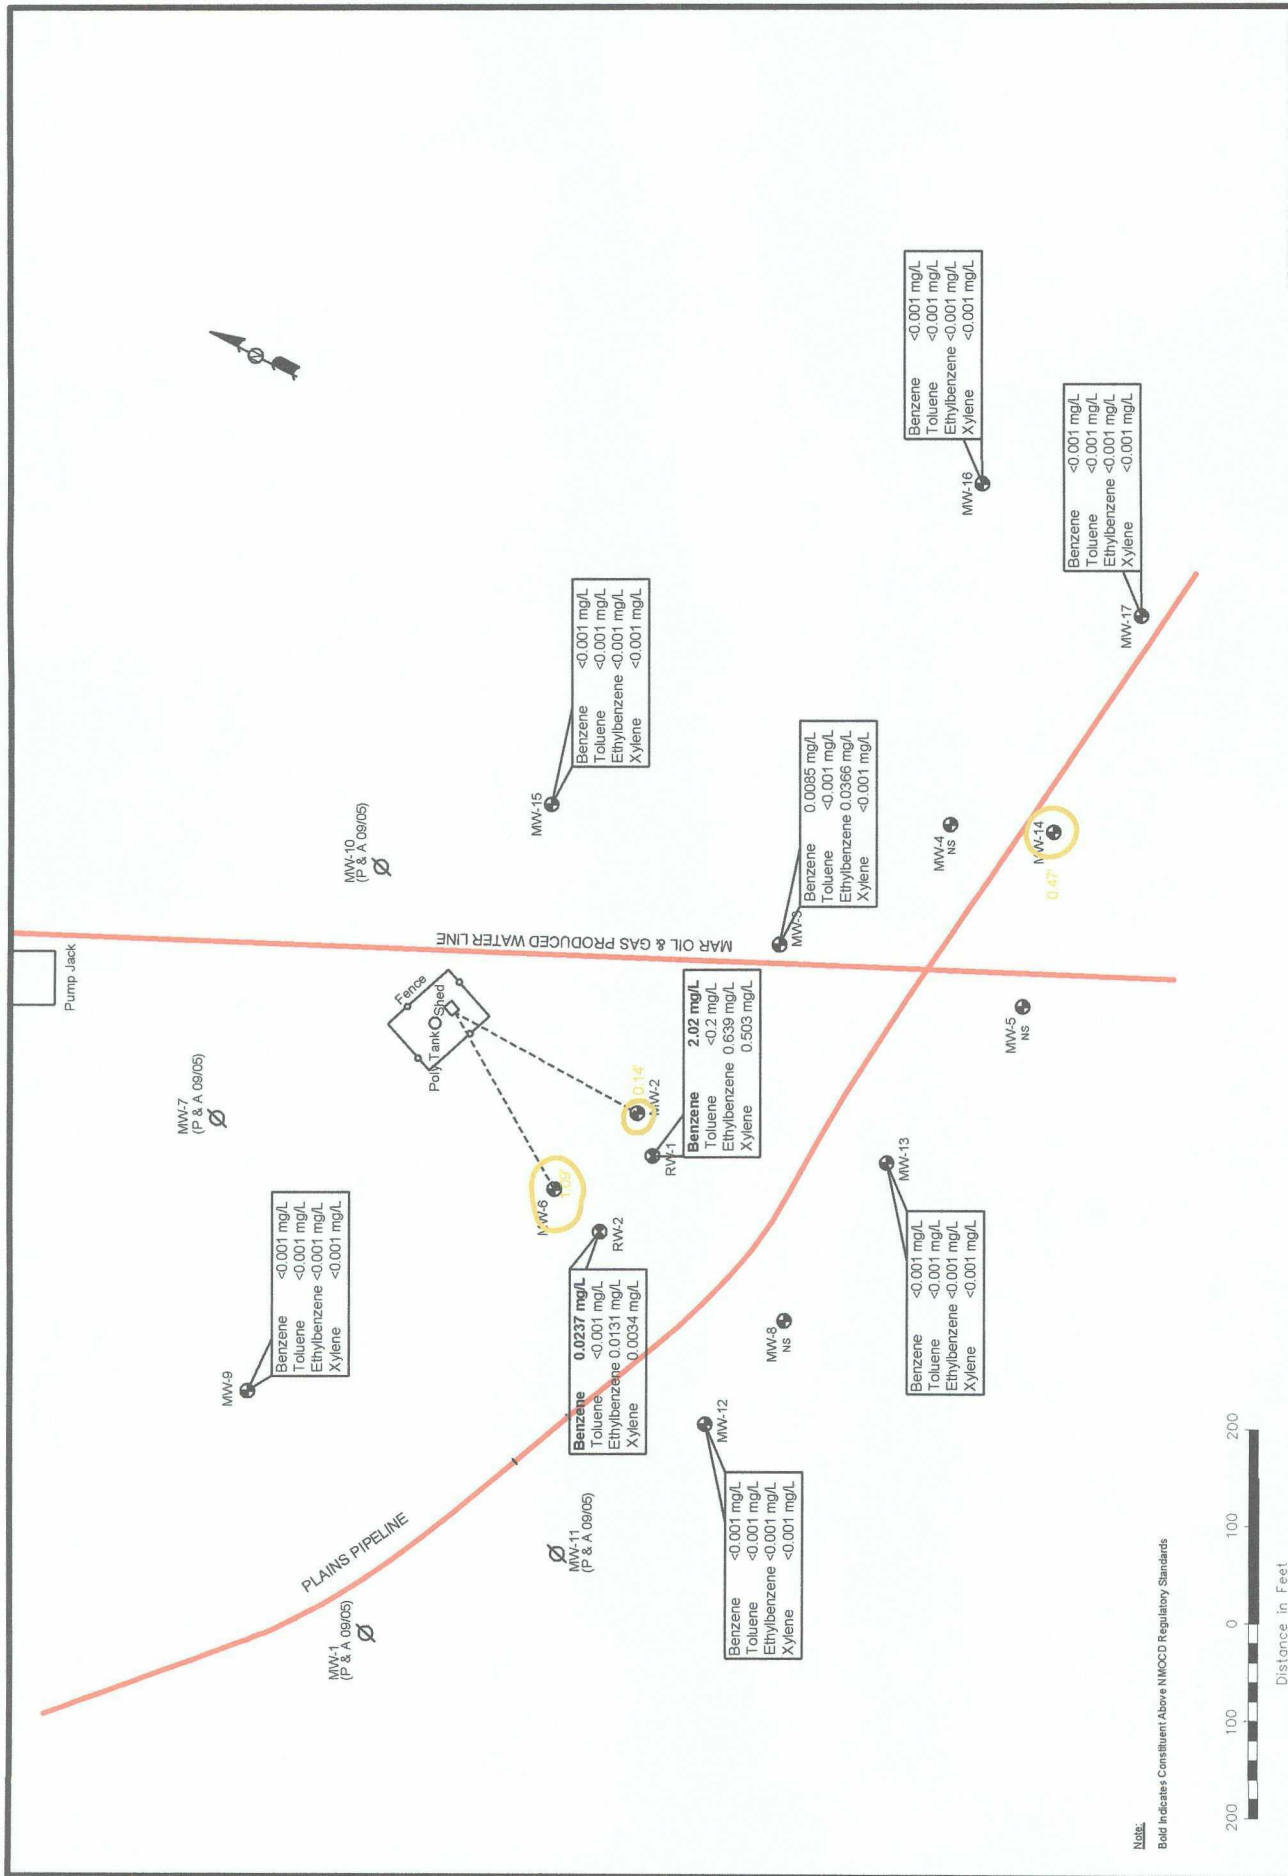 Pump Jack
MW-7
(P & A 09/05)
MW-10
(P & A 09/05)
MW-9
Benzene <0.001 mg/L
Toluene <0.001 mg/L
Ethylbenzene <0.001 mg/L
Xylene <0.001 mg/L
MW-1
(P & A 09/05)
PLAINS PIPELINE
Fence
Poly Tank
Shed
MAR OIL & GAS PRODUCED WATER LINE
MW-6
1.09'
MW-2
0.14'
MW-15
Benzene <0.001 mg/L
Toluene <0.001 mg/L
Ethylbenzene <0.001 mg/L
Xylene <0.001 mg/L
MW-11
(P & A 09/05)
RW-2
Benzene 0.0237 mg/L
Toluene <0.001 mg/L
Ethylbenzene 0.0131 mg/L
Xylene 0.0034 mg/L
RW-1
Benzene 2.02 mg/L
Toluene <0.2 mg/L
Ethylbenzene 0.639 mg/L
Xylene 0.503 mg/L
MW-3
Benzene 0.0085 mg/L
Toluene <0.001 mg/L
Ethylbenzene 0.0366 mg/L
Xylene <0.001 mg/L
MW-12
Benzene <0.001 mg/L
Toluene <0.001 mg/L
Ethylbenzene <0.001 mg/L
Xylene <0.001 mg/L
MW-8
NS
MW-13
Benzene <0.001 mg/L
Toluene <0.001 mg/L
Ethylbenzene <0.001 mg/L
Xylene <0.001 mg/L
MW-5
NS
MW-4
NS
MW-14
0.47'
MW-16
Benzene <0.001 mg/L
Toluene <0.001 mg/L
Ethylbenzene <0.001 mg/L
Xylene <0.001 mg/L
MW-17
Benzene <0.001 mg/L
Toluene <0.001 mg/L
Ethylbenzene <0.001 mg/L
Xylene <0.001 mg/L
Note:
Bold Indicates Constituent Above NMOCD Regulatory Standards
200 100 0 100 200
Distance in Feet